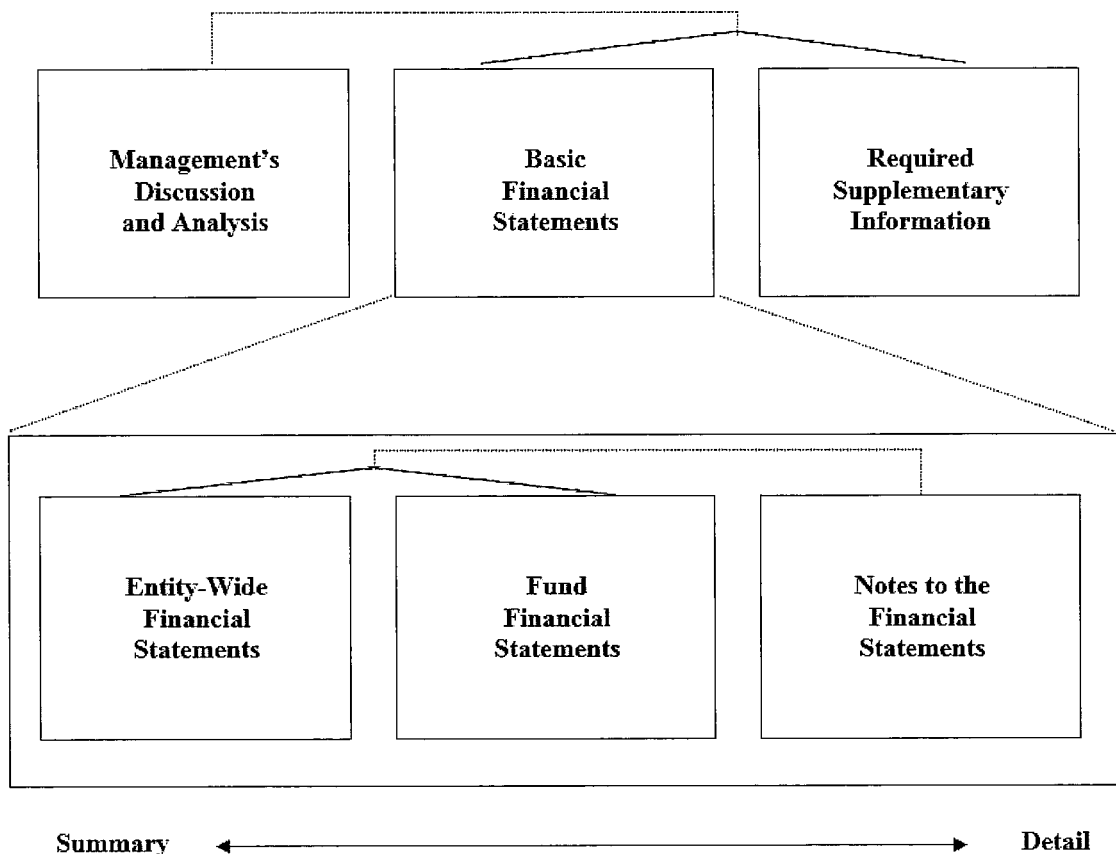 Management's
Discussion
and Analysis
Basic
Financial
Statements
Required
Supplementary
Information
Entity-Wide
Financial
Statements
Fund
Financial
Statements
Notes to the
Financial
Statements
Summary
Detail